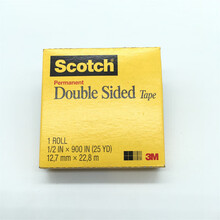 Scotch
Permanent
Double Sided Tape
1 ROLL
1/2 IN × 900 IN (25 YD)
12,7 mm × 22,8 m
3M